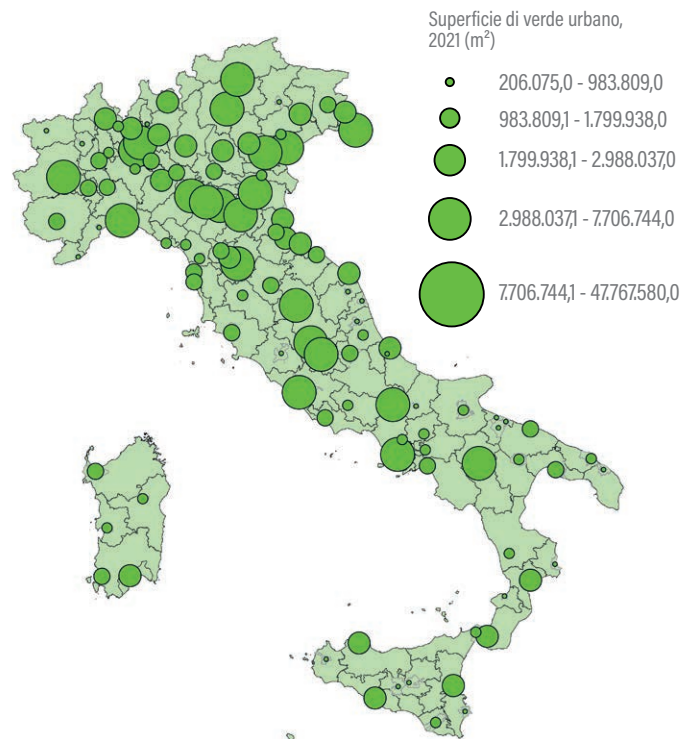 Superficie di verde urbano,
2021 (m²)
206.075,0 - 983.809,0
983.809,1 - 1.799.938,0
1.799.938,1 - 2.988.037,0
2.988.037,1 - 7.706.744,0
7.706.744,1 - 47.767.580,0